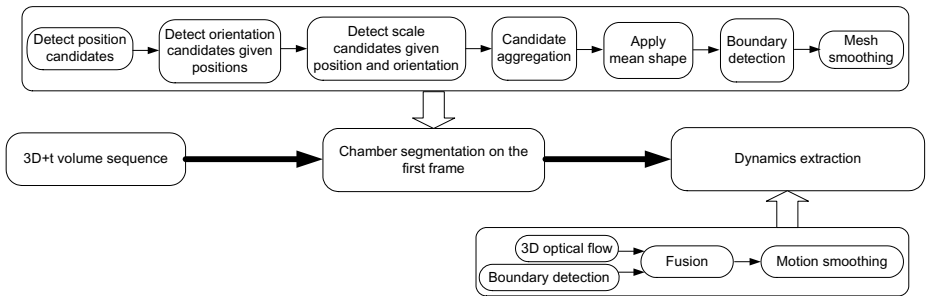 Detect position
candidates
Detect orientation
candidates given
positions
Detect scale
candidates given
position and orientation
Candidate
aggregation
Apply
mean shape
Boundary
detection
Mesh
smoothing
3D+t volume sequence
Chamber segmentation on the
first frame
Dynamics extraction
3D optical flow
Boundary detection
Fusion
Motion smoothing